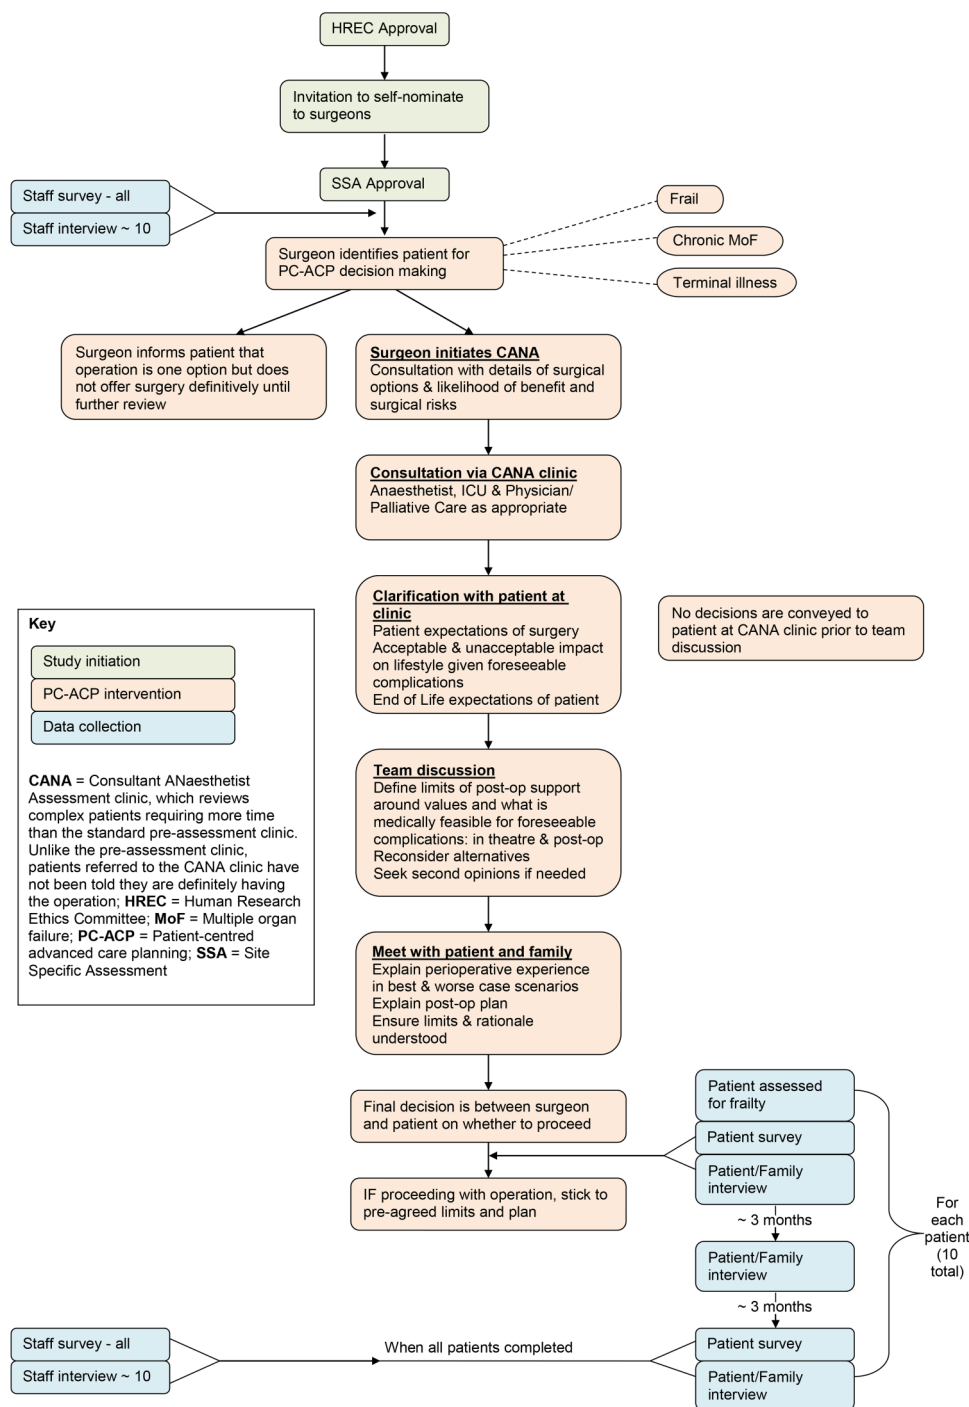 HREC Approval
Invitation to self-nominate
to surgeons
SSA Approval
Staff survey - all
Staff interview ~ 10
Surgeon identifies patient for
PC-ACP decision making
Frail
Chronic MoF
Terminal illness
Surgeon informs patient that
operation is one option but does
not offer surgery definitively until
further review
Surgeon initiates CANA
Consultation with details of surgical
options & likelihood of benefit and
surgical risks
Consultation via CANA clinic
Anaesthetist, ICU & Physician/
Palliative Care as appropriate
Clarification with patient at
clinic
Patient expectations of surgery
Acceptable & unacceptable impact
on lifestyle given foreseeable
complications
End of Life expectations of patient
No decisions are conveyed to
patient at CANA clinic prior to team
discussion
Key
Study initiation
PC-ACP intervention
Data collection
CANA = Consultant ANaesthetist
Assessment clinic, which reviews
complex patients requiring more time
than the standard pre-assessment clinic.
Unlike the pre-assessment clinic,
patients referred to the CANA clinic have
not been told they are definitely having
the operation; HREC = Human Research
Ethics Committee; MoF = Multiple organ
failure; PC-ACP = Patient-centred
advanced care planning; SSA = Site
Specific Assessment
Team discussion
Define limits of post-op support
around values and what is
medically feasible for foreseeable
complications: in theatre & post-op
Reconsider alternatives
Seek second opinions if needed
Meet with patient and family
Explain perioperative experience
in best & worse case scenarios
Explain post-op plan
Ensure limits & rationale
understood
Final decision is between surgeon
and patient on whether to proceed
IF proceeding with operation, stick to
pre-agreed limits and plan
Patient assessed
for frailty
Patient survey
Patient/Family
interview
~ 3 months
Patient/Family
interview
~ 3 months
Patient survey
Patient/Family
interview
For
each
patient
(10
total)
Staff survey - all
Staff interview ~ 10
When all patients completed